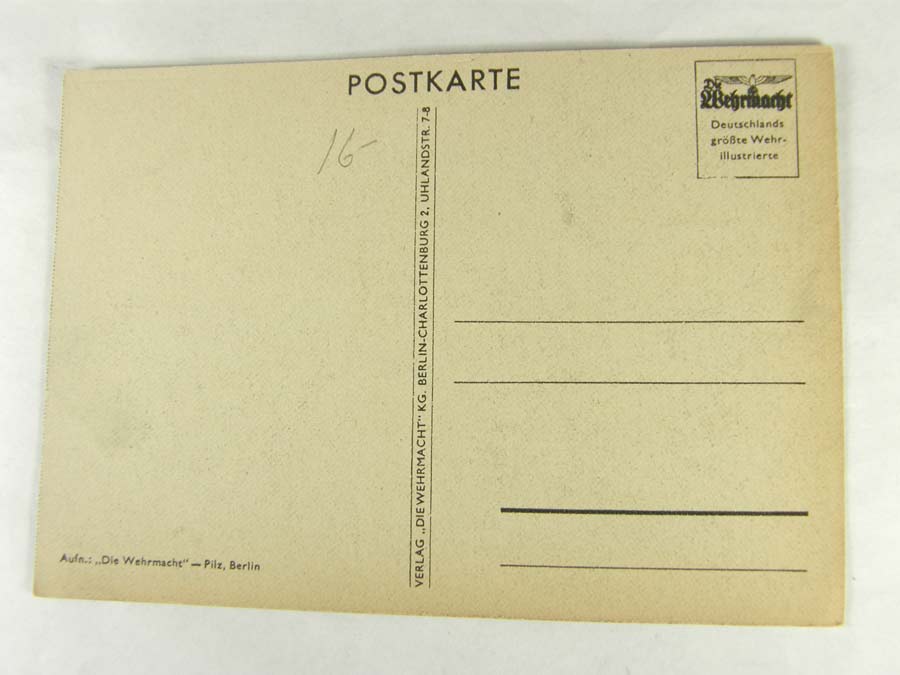 POSTKARTE
Die
Wehrmacht
Deutschlands
größte Wehr-
illustrierte
16-
VERLAG „DIE WEHRMACHT" KG. BERLIN-CHARLOTTENBURG 2, UHLANDSTR. 7-8
Aufn.: „Die Wehrmacht" — Pilz, Berlin